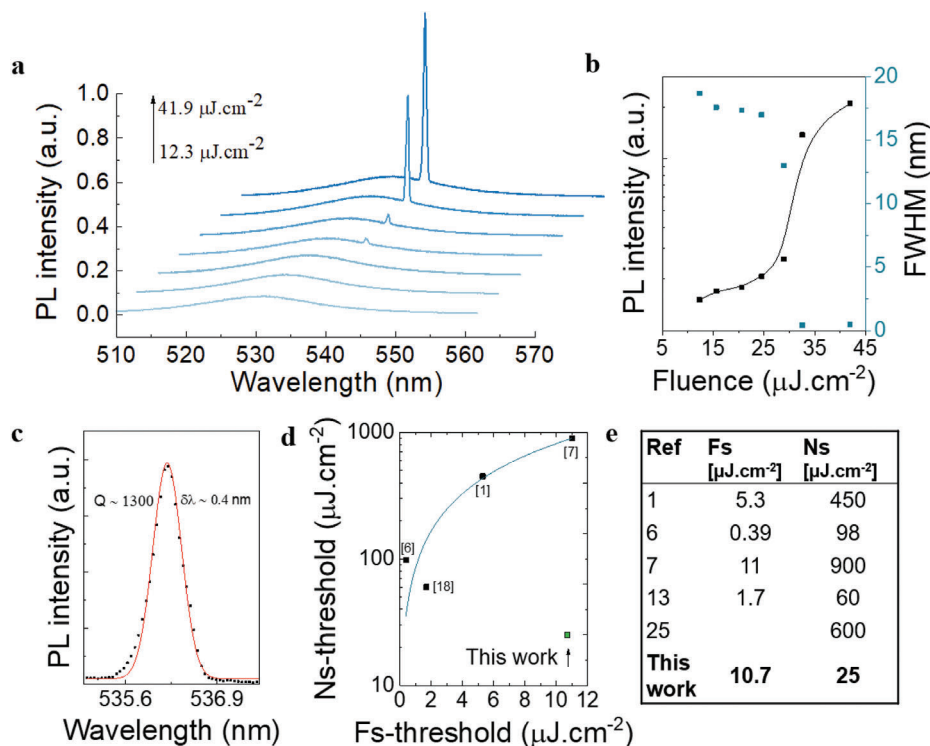 a
41.9 µJ.cm-2
12.3 µJ.cm-2
PL intensity (a.u.)
1.0
0.8
0.6
0.4
0.2
0.0
510 520 530 540 550 560 570
Wavelength (nm)
b
PL intensity (a.u.)
20
15
10
5
0
FWHM (nm)
5 15 25 35 45
Fluence (µJ.cm-2)
c
Q ~ 1300 δλ ~ 0.4 nm
PL intensity (a.u.)
535.6 536.9
Wavelength (nm)
d
Ns-threshold (µJ.cm-2)
1000
100
10
[7]
[1]
[6]
[18]
This work
0 2 4 6 8 10 12
Fs-threshold (µJ.cm-2)
e
Ref Fs Ns
[µJ.cm-2] [µJ.cm-2]
1 5.3 450
6 0.39 98
7 11 900
13 1.7 60
25 600
This
work 10.7 25